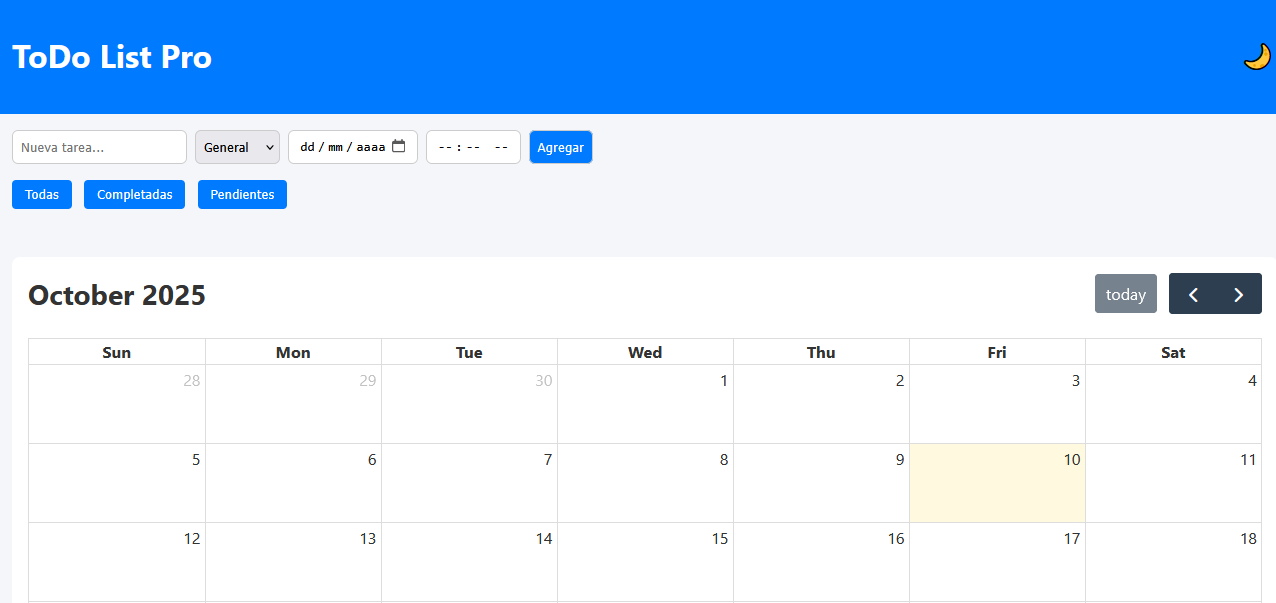 ToDo List Pro
Nueva tarea... General dd/mm/aaaa --:-- -- Agregar
Todas Completadas Pendientes
October 2025 today
Sun Mon Tue Wed Thu Fri Sat
28 29 30 1 2 3 4
5 6 7 8 9 10 11
12 13 14 15 16 17 18